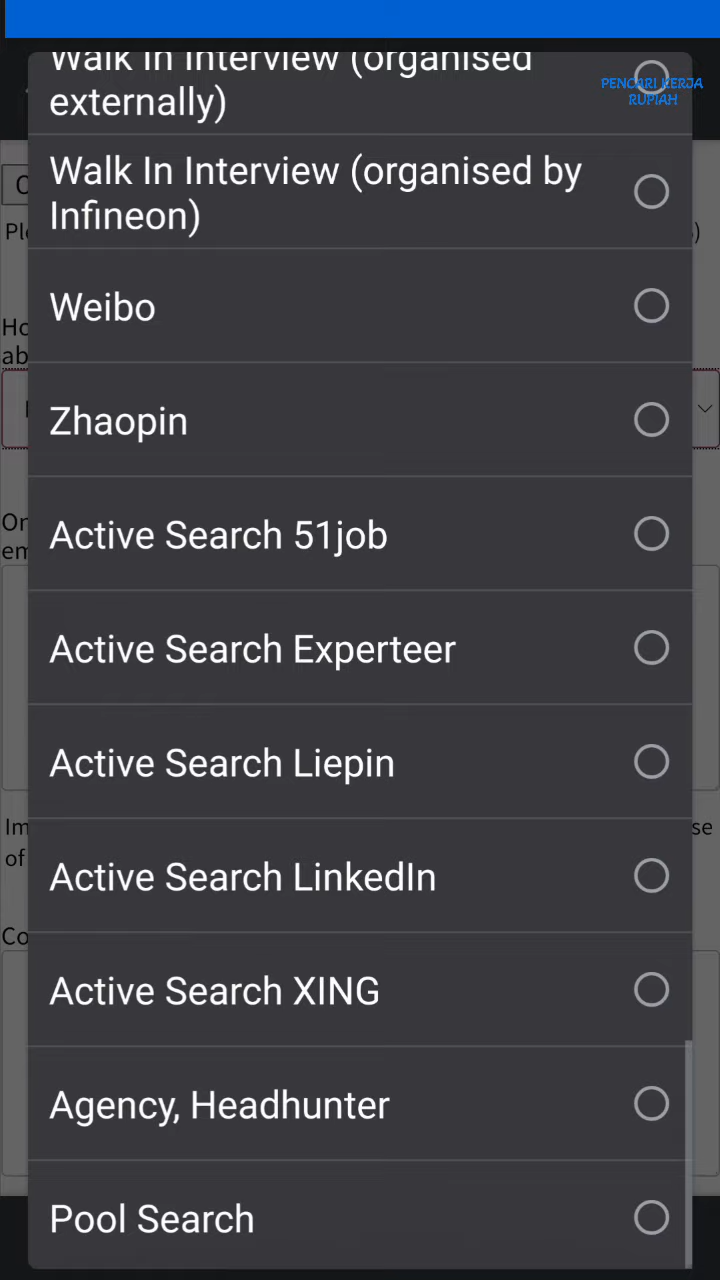 Walk In Interview (organised
externally)
PENCARI KERJA
RUPIAH
Walk In Interview (organised by
Infineon)
Weibo
Zhaopin
Active Search 51job
Active Search Experteer
Active Search Liepin
Active Search LinkedIn
Active Search XING
Agency, Headhunter
Pool Search